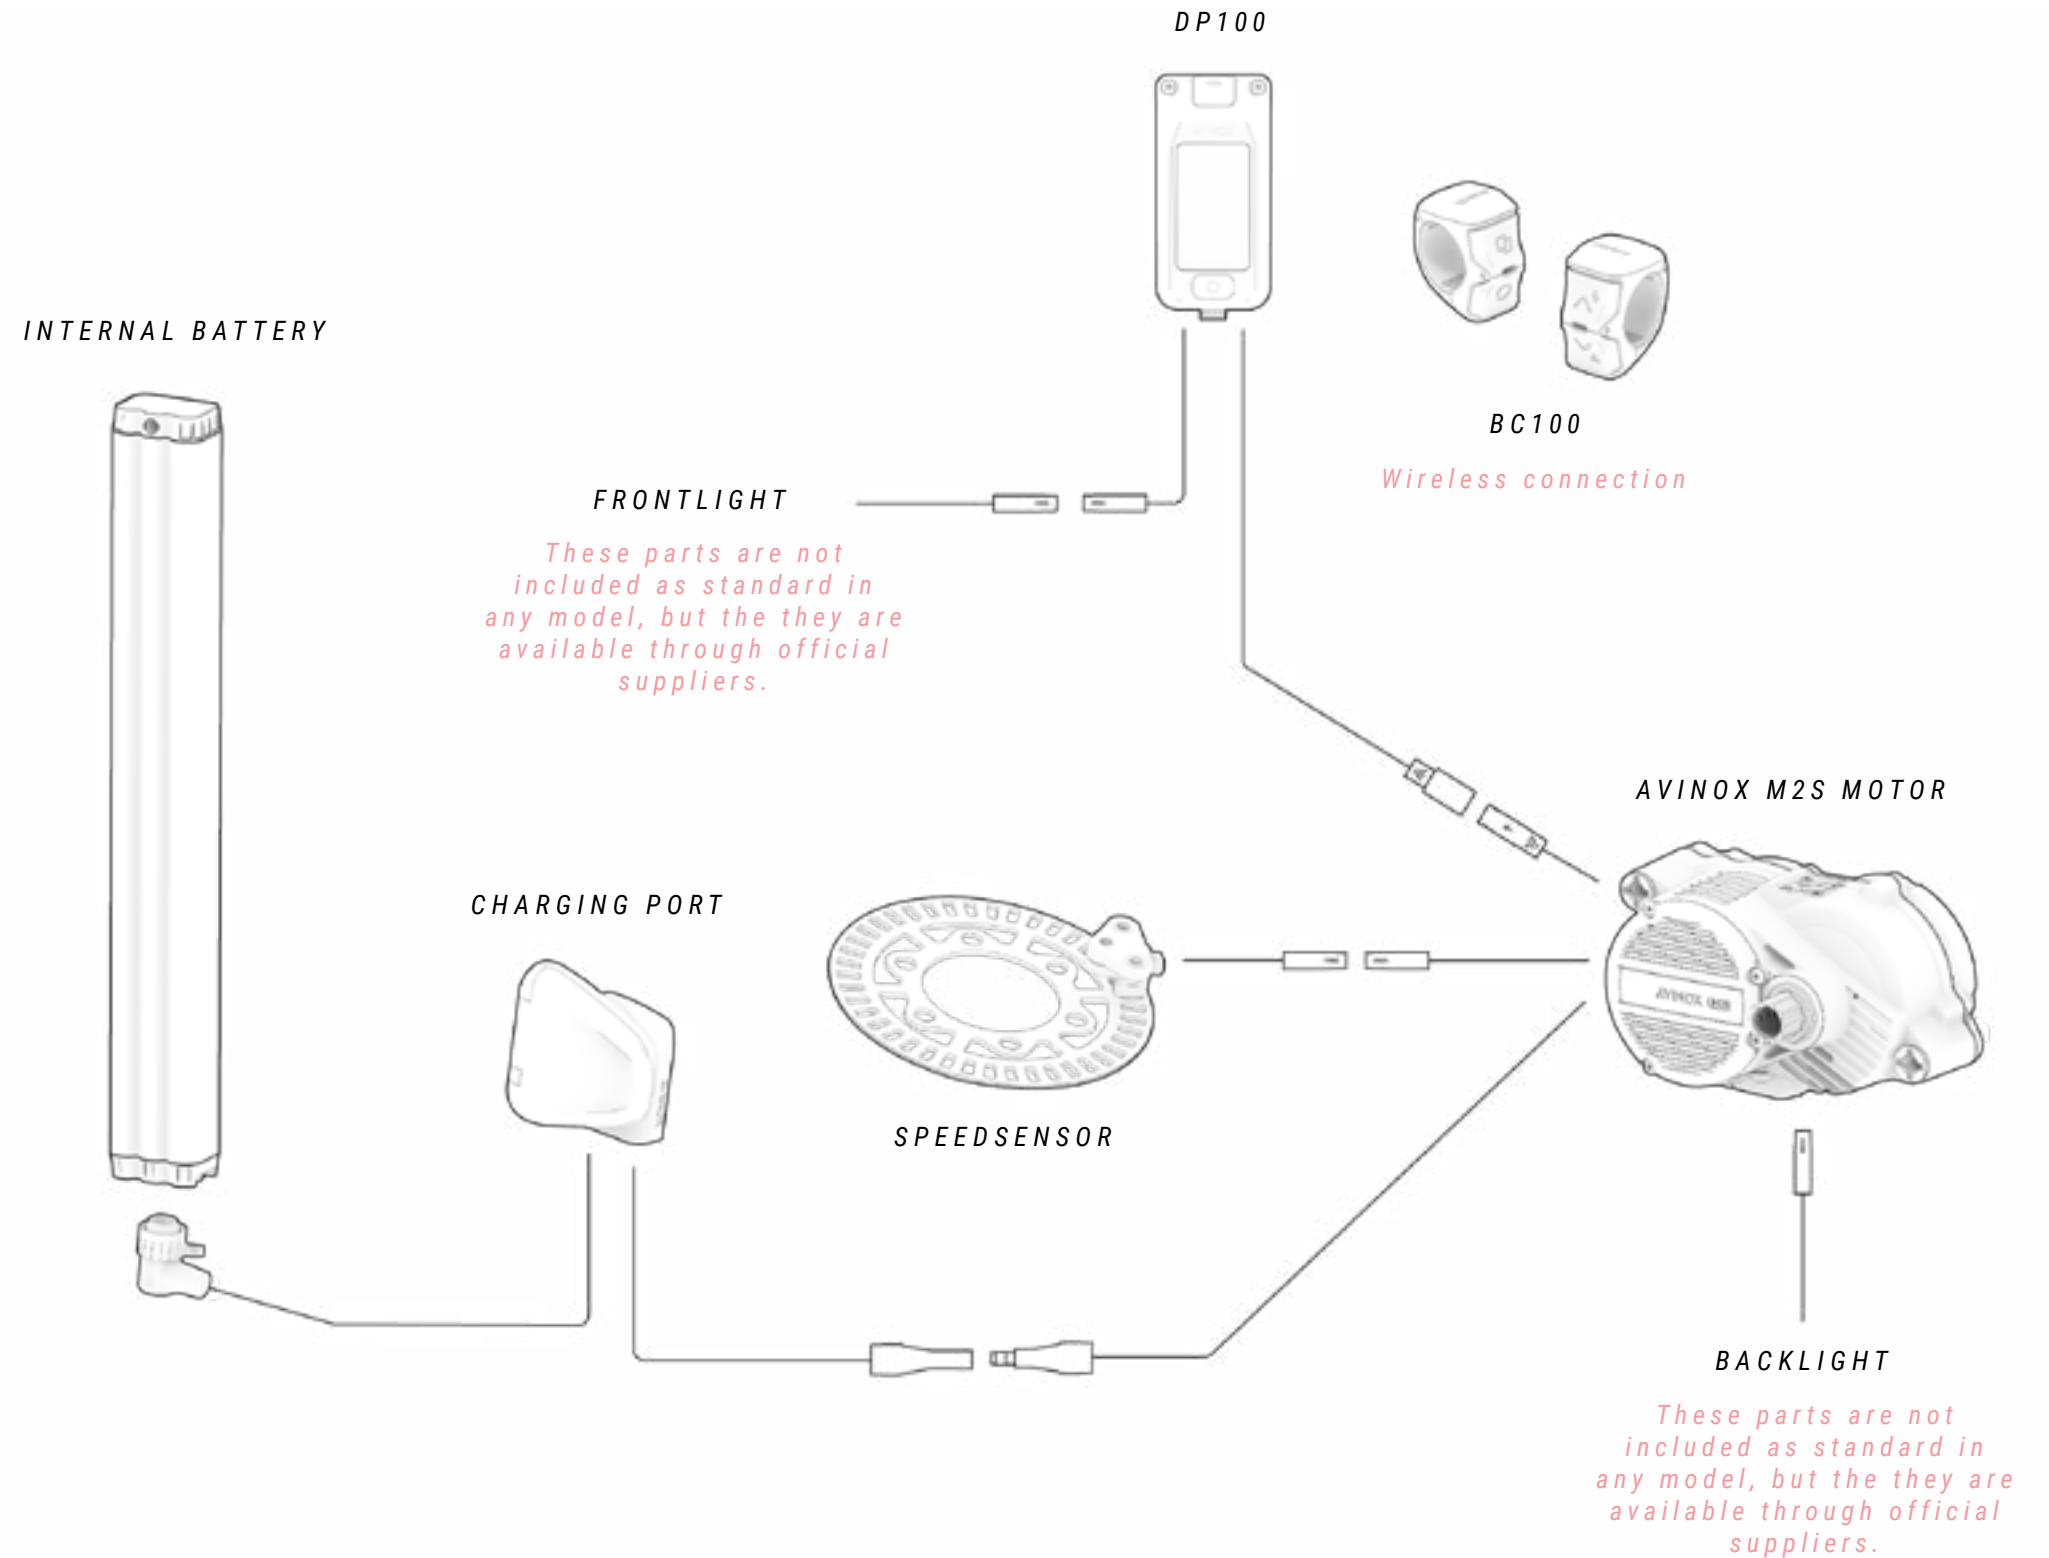 DP100
INTERNAL BATTERY
BC100
Wireless connection
FRONTLIGHT
These parts are not
included as standard in
any model, but the they are
available through official
suppliers.
AVINOX M2S MOTOR
CHARGING PORT
AVINOX
SPEEDSENSOR
BACKLIGHT
These parts are not
included as standard in
any model, but the they are
available through official
suppliers.